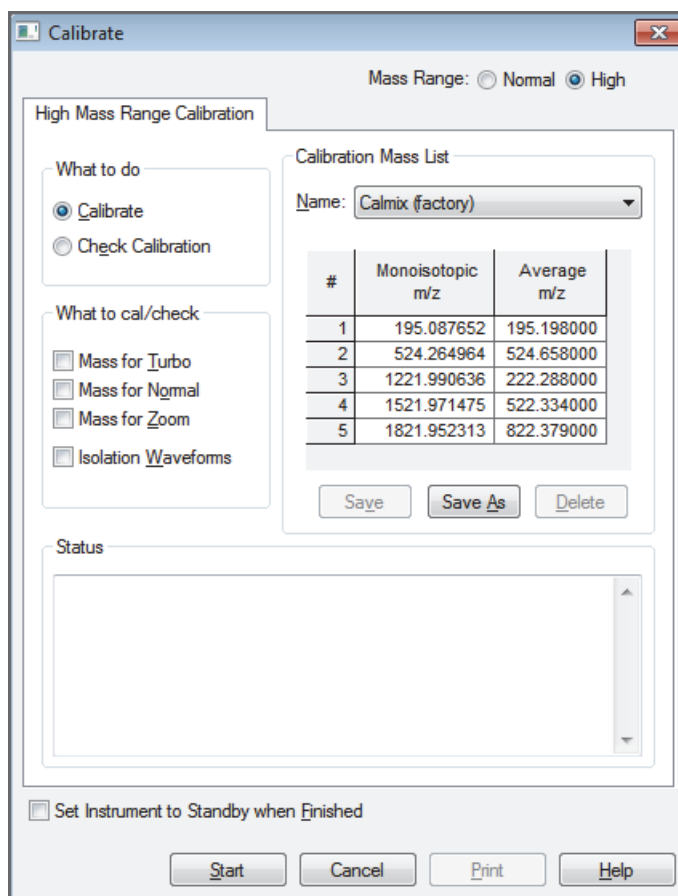 Calibrate
Mass Range: Normal High
High Mass Range Calibration
What to do
Calibrate
Check Calibration
What to cal/check
Mass for Turbo
Mass for Normal
Mass for Zoom
Isolation Waveforms
Calibration Mass List
Name: Calmix (factory)
# Monoisotopic m/z Average m/z
1 195.087652 195.198000
2 524.264964 524.658000
3 1221.990636 222.288000
4 1521.971475 522.334000
5 1821.952313 822.379000
Save Save As Delete
Status
Set Instrument to Standby when Finished
Start Cancel Print Help